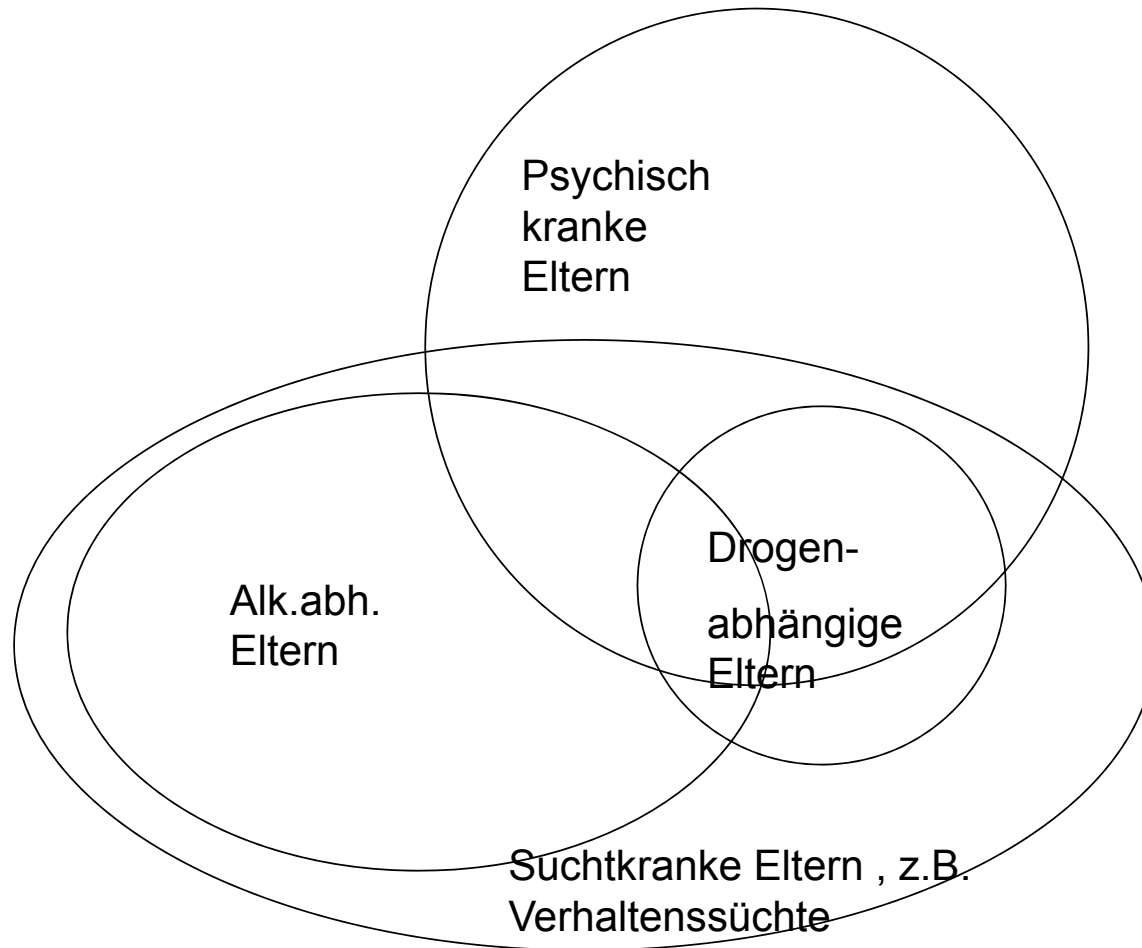 Psychisch
kranke
Eltern
Drogen-
abhängige
Eltern
Alk.abh.
Eltern
Suchtkranke Eltern , z.B.
Verhaltenssüchte